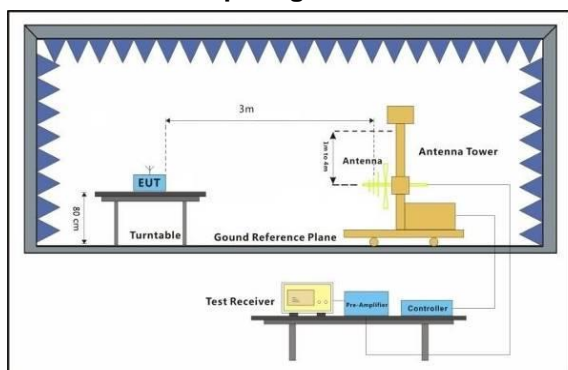 3m
1m to 4m
Antenna
Antenna Tower
EUT
80 cm
Turntable
Gound Reference Plane
Test Receiver
Pre-Amplifier
Controller